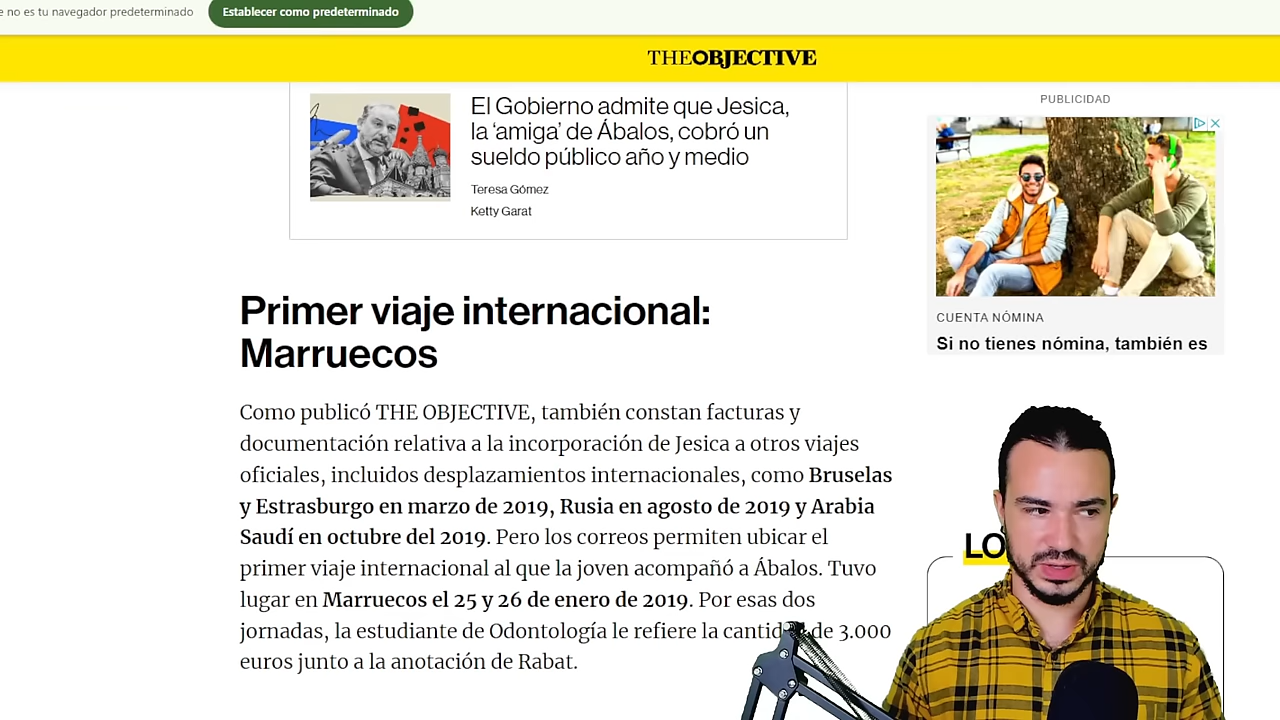 e no es tu navegador predeterminado
Establecer como predeterminado
THEOBJECTIVE
El Gobierno admite que Jesica,
la ‘amiga’ de Ábalos, cobró un
sueldo público año y medio
Teresa Gómez
Ketty Garat
PUBLICIDAD
CUENTA NÓMINA
Si no tienes nómina, también es
Primer viaje internacional:
Marruecos
Como publicó THE OBJECTIVE, también constan facturas y
documentación relativa a la incorporación de Jesica a otros viajes
oficiales, incluidos desplazamientos internacionales, como Bruselas
y Estrasburgo en marzo de 2019, Rusia en agosto de 2019 y Arabia
Saudí en octubre del 2019. Pero los correos permiten ubicar el
primer viaje internacional al que la joven acompañó a Ábalos. Tuvo
lugar en Marruecos el 25 y 26 de enero de 2019. Por esas dos
jornadas, la estudiante de Odontología le refiere la cantidad de 3.000
euros junto a la anotación de Rabat.
LO